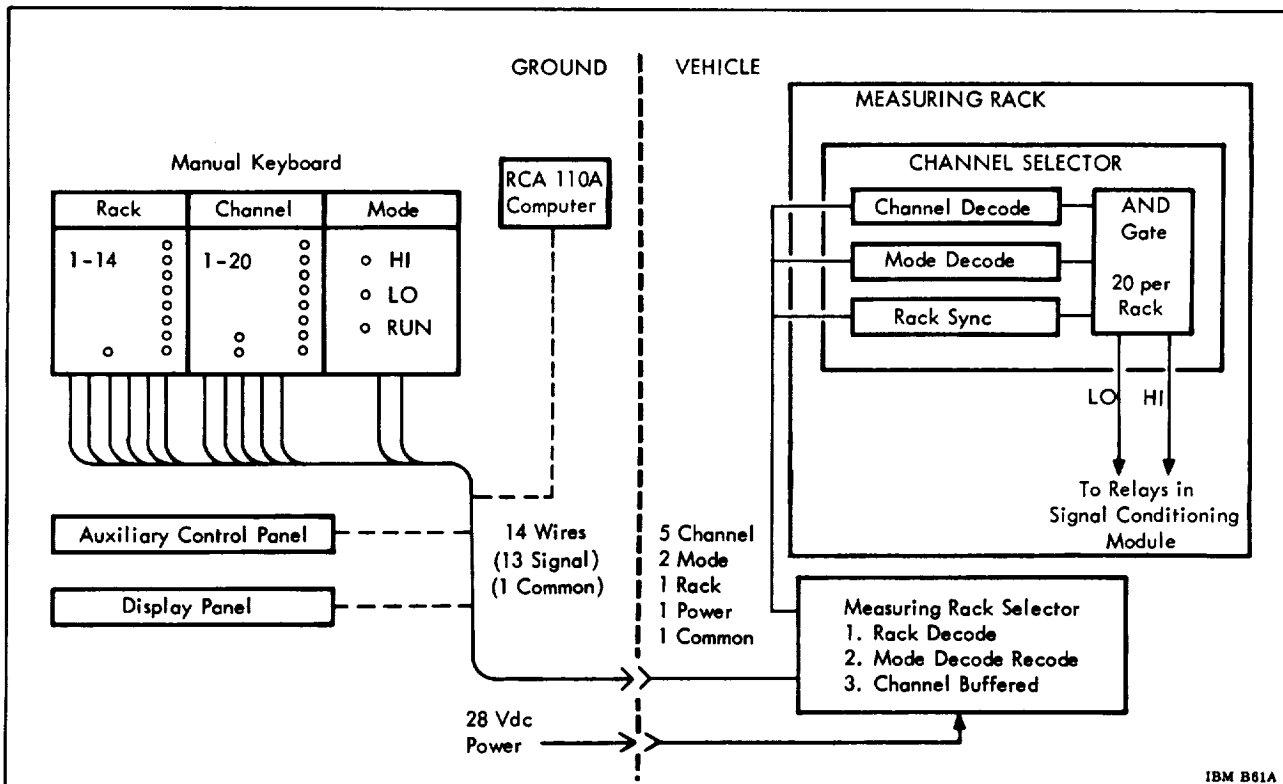 GROUND
VEHICLE
Manual Keyboard
Rack
Channel
Mode
1-14
1-20
HI
LO
RUN
RCA 110A
Computer
Auxiliary Control Panel
Display Panel
14 Wires
(13 Signal)
(1 Common)
28 Vdc
Power
MEASURING RACK
CHANNEL SELECTOR
Channel Decode
Mode Decode
Rack Sync
AND
Gate
20 per
Rack
LO
HI
To Relays in
Signal Conditioning
Module
5 Channel
2 Mode
1 Rack
1 Power
1 Common
Measuring Rack Selector
1. Rack Decode
2. Mode Decode Recode
3. Channel Buffered
IBM B61A